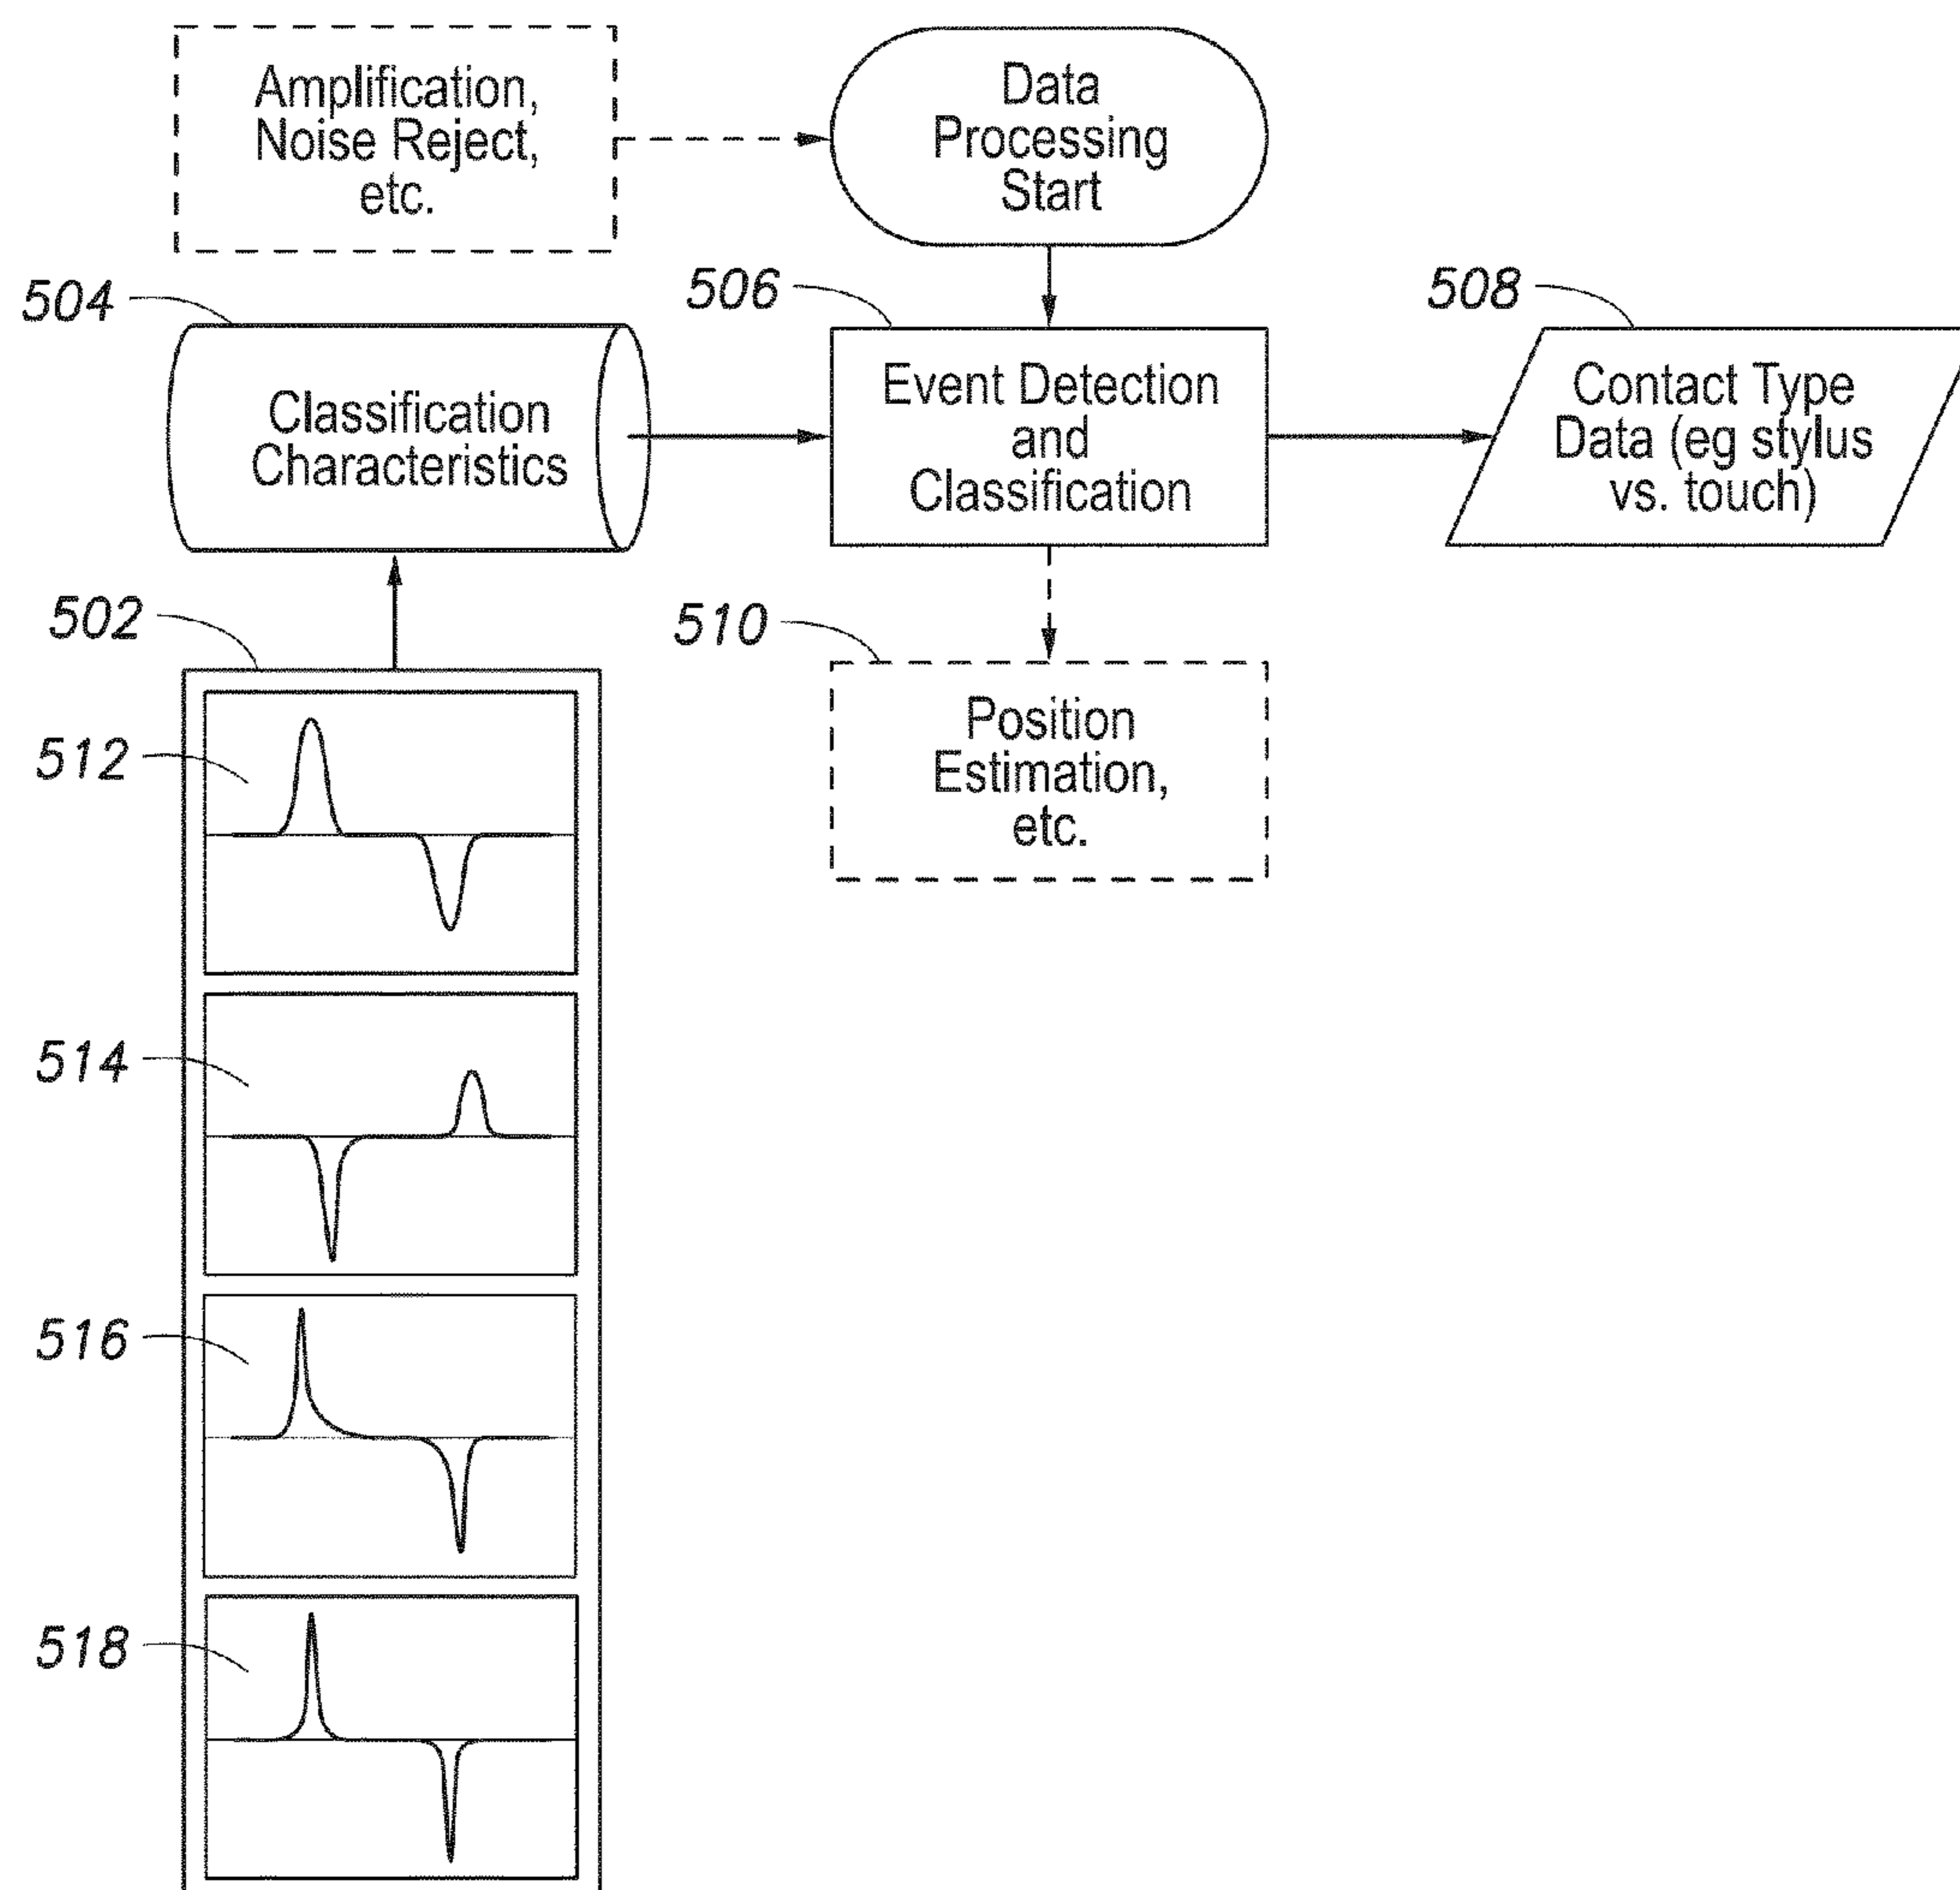 Amplification,
Noise Reject,
etc.
Data
Processing
Start
504
506
508
Classification
Characteristics
Event Detection
and
Classification
Contact Type
Data (eg stylus
vs. touch)
502
510
Position
Estimation,
etc.
512
514
516
518